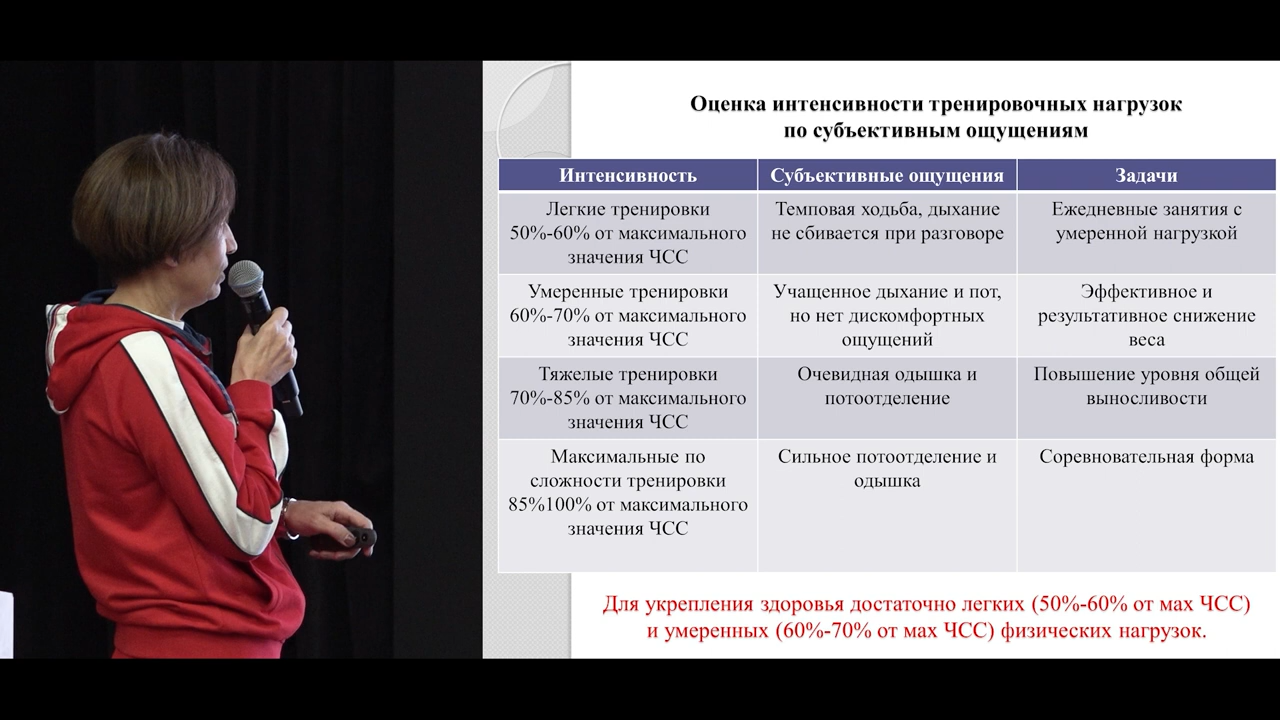 Оценка интенсивности тренировочных нагрузок
по субъективным ощущениям
Интенсивность
Субъективные ощущения
Задачи
Легкие тренировки
50%-60% от максимального
значения ЧСС
Темповая ходьба, дыхание
не сбивается при разговоре
Ежедневные занятия с
умеренной нагрузкой
Умеренные тренировки
60%-70% от максимального
значения ЧСС
Учащенное дыхание и пот,
но нет дискомфортных
ощущений
Эффективное и
результативное снижение
веса
Тяжелые тренировки
70%-85% от максимального
значения ЧСС
Очевидная одышка и
потоотделение
Повышение уровня общей
выносливости
Максимальные по
сложности тренировки
85%100% от максимального
значения ЧСС
Сильное потоотделение и
одышка
Соревновательная форма
Для укрепления здоровья достаточно легких (50%-60% от мах ЧСС)
и умеренных (60%-70% от мах ЧСС) физических нагрузок.